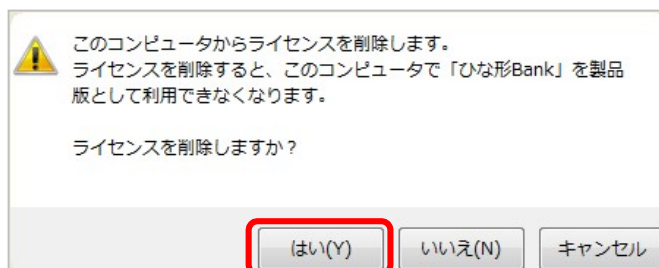 このコンピュータからライセンスを削除します。
ライセンスを削除すると、このコンピュータで「ひな形Bank」を製品
版として利用できなくなります。
ライセンスを削除しますか？
はい(Y) いいえ(N) キャンセル